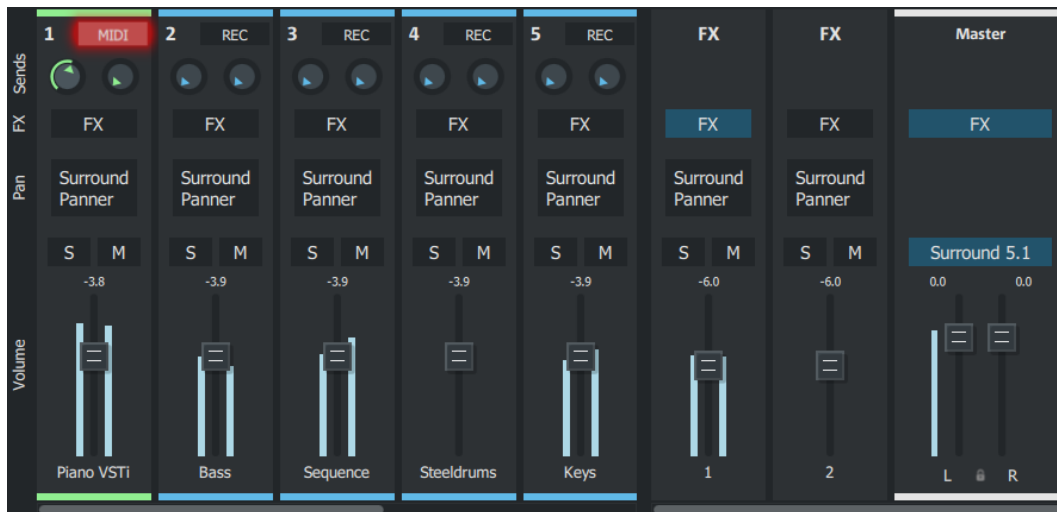 1 MIDI 2 REC 3 REC 4 REC 5 REC FX FX Master
Sends
FX FX FX FX FX FX FX FX FX
Pan
Surround Panner Surround Panner Surround Panner Surround Panner Surround Panner Surround Panner Surround Panner
S M S M S M S M S M S M S M Surround 5.1
-3.8 -3.9 -3.9 -3.9 -3.9 -6.0 -6.0 0.0 0.0
Volume
Piano VSTi Bass Sequence Steeldrums Keys 1 2 L R